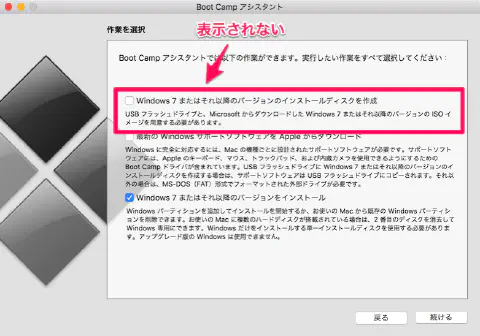 Boot Camp アシスタント
作業を選択
表示されない
Boot Camp アシスタントでは以下の作業ができます。実行したい作業をすべて選択してください：
Windows 7 またはそれ以降のバージョンのインストールディスクを作成
USB フラッシュドライブと、Microsoft からダウンロードした Windows 7 またはそれ以降のバージョンの ISO イ
メージを用意する必要があります。
最新の Windows サポートソフトウェアを Apple からダウンロード
Windows に完全に対応するには、Mac の機種ごとに設計されたサポートソフトウェアが必要です。サポートソフト
ウェアには、Apple のキーボード、マウス、トラックパッド、および内蔵カメラを使用できるようにするための
Boot Camp ドライバが含まれています。USB フラッシュドライブに Windows 7 またはそれ以降のバージョンのイ
ンストールディスクを作成する場合は、サポートソフトウェアは USB ドライブにコピーされます。それ以
外の場合は、MS-DOS (FAT) 形式でフォーマットされた外部ドライブが必要です。
Windows 7 またはそれ以降のバージョンをインストール
Windows パーティションを追加してインストールを開始するか、お使いの Mac から既存の Windows パーティシ
ョンを削除できます。お使いの Mac に複数のハードディスクが搭載されている場合は、2 番目のディスクを消去して
Windows 専用にできます。Windows だけをインストールする単一インストールディスクを使用する必要がありま
す。アップグレード版の Windows は使用できません。
戻る
続ける